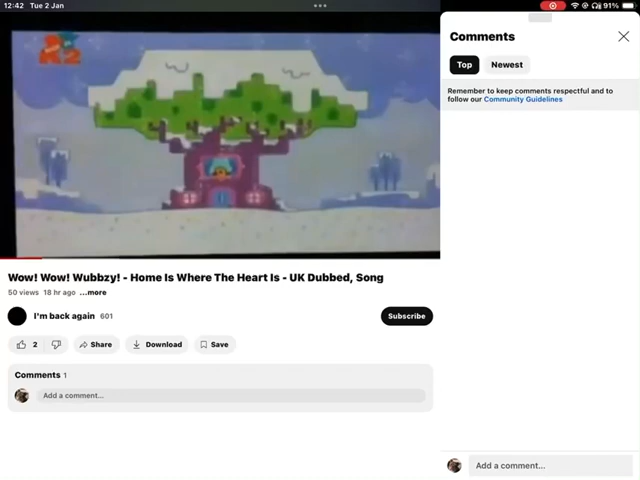 12:42 Tue 2 Jan
91%
Wow! Wow! Wubbzy! - Home Is Where The Heart Is - UK Dubbed, Song
50 views 18 hr ago ...more
I'm back again 601
Subscribe
2
Share
Download
Save
Comments 1
Add a comment...
Comments
Top
Newest
Remember to keep comments respectful and to
follow our Community Guidelines
Add a comment...